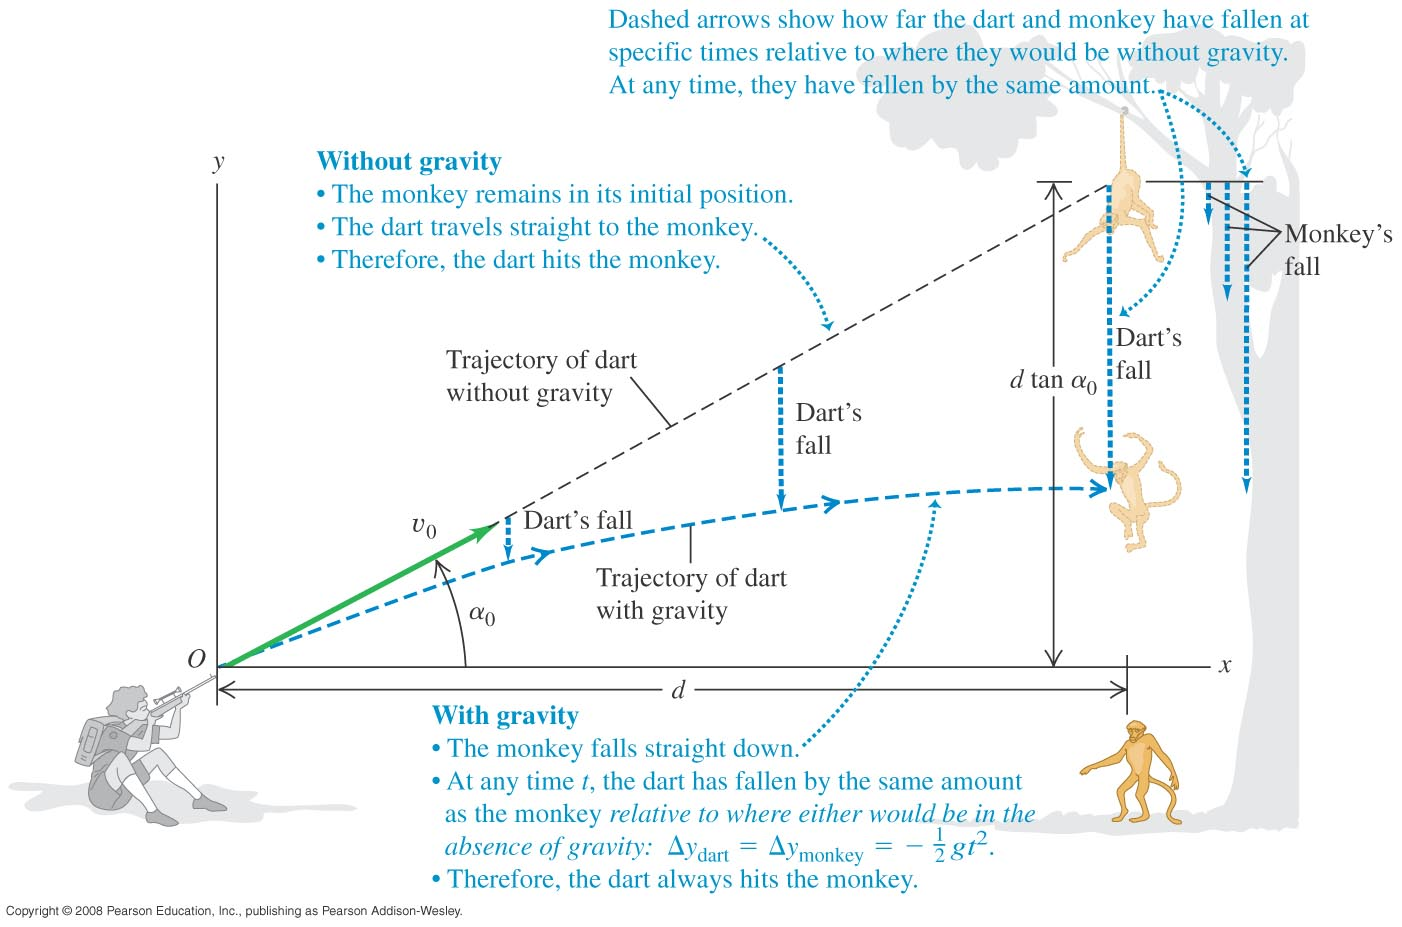 Dashed arrows show how far the dart and monkey have fallen at
specific times relative to where they would be without gravity.
At any time, they have fallen by the same amount.
y
Without gravity
• The monkey remains in its initial position.
• The dart travels straight to the monkey.
• Therefore, the dart hits the monkey.
Monkey's
fall
Dart's
fall
Trajectory of dart
without gravity
d tan α₀
Dart's
fall
v₀
Dart's fall
Trajectory of dart
with gravity
α₀
O
x
d
With gravity
• The monkey falls straight down.
• At any time t, the dart has fallen by the same amount
as the monkey relative to where either would be in the
absence of gravity: Δy_dart = Δy_monkey = − ½ gt².
• Therefore, the dart always hits the monkey.
Copyright © 2008 Pearson Education, Inc., publishing as Pearson Addison-Wesley.